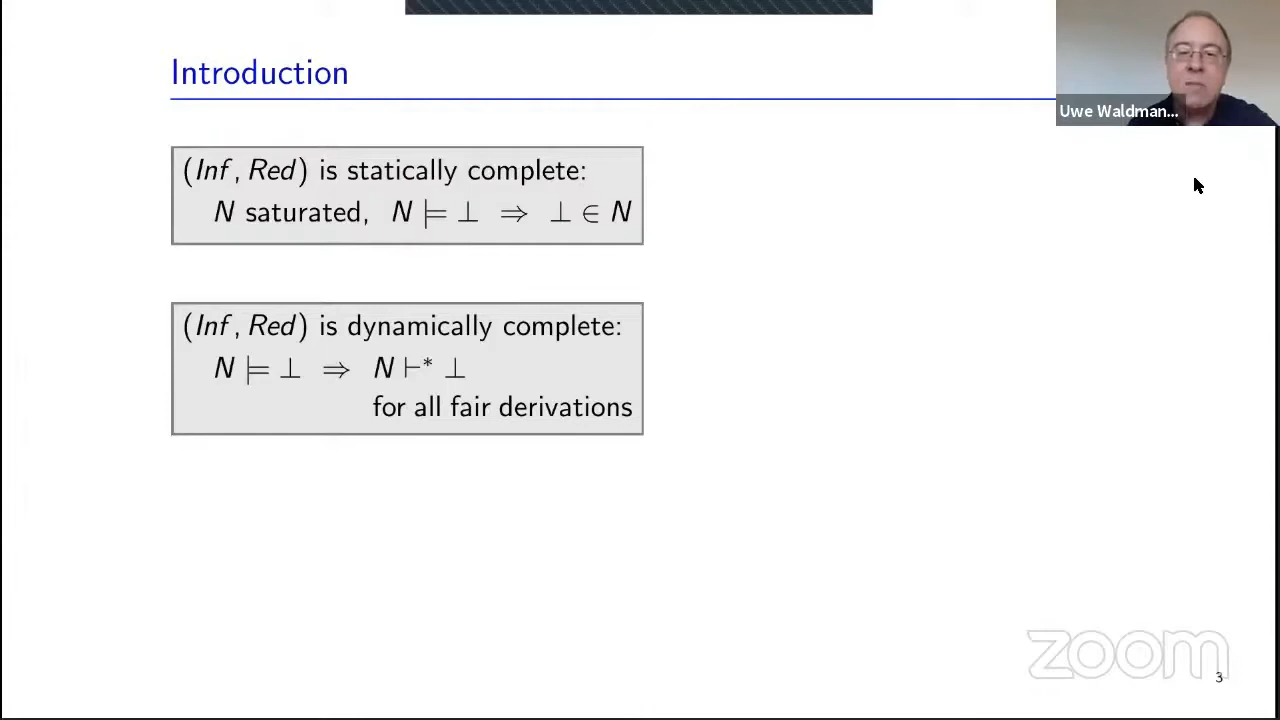 Introduction
Uwe Waldman...
(Inf, Red) is statically complete:
N saturated, N ⊨ ⊥ ⇒ ⊥ ∈ N
(Inf, Red) is dynamically complete:
N ⊨ ⊥ ⇒ N ⊢* ⊥
for all fair derivations
zoom
3